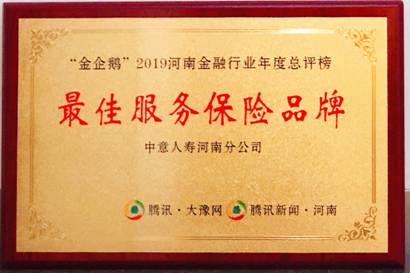 “金企鹅”2019河南金融行业年度总评榜
最佳服务保险品牌
中意人寿河南分公司
腾讯·大豫网 腾讯新闻·河南